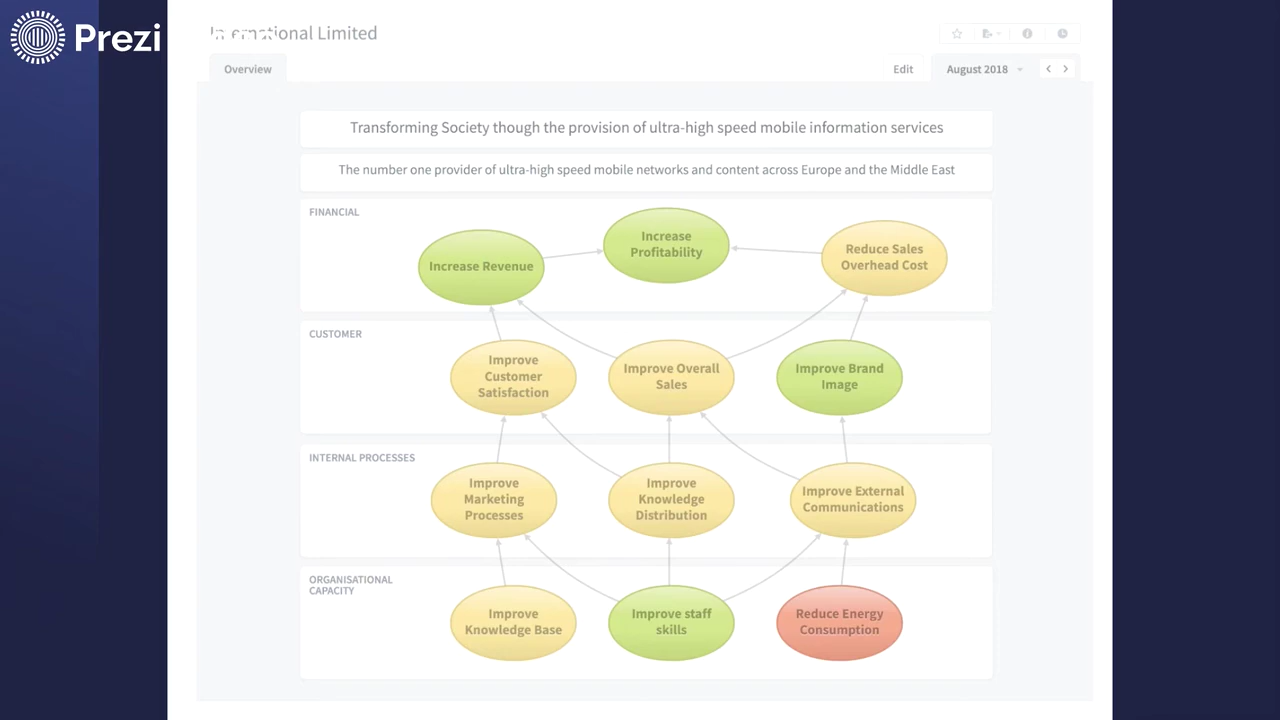 Prezi
International Limited
Overview
Edit
August 2018
Transforming Society though the provision of ultra-high speed mobile information services
The number one provider of ultra-high speed mobile networks and content across Europe and the Middle East
FINANCIAL
Increase
Profitability
Increase Revenue
Reduce Sales
Overhead Cost
CUSTOMER
Improve
Customer
Satisfaction
Improve Overall
Sales
Improve Brand
Image
INTERNAL PROCESSES
Improve
Marketing
Processes
Improve
Knowledge
Distribution
Improve External
Communications
ORGANISATIONAL
CAPACITY
Improve
Knowledge Base
Improve staff
skills
Reduce Energy
Consumption